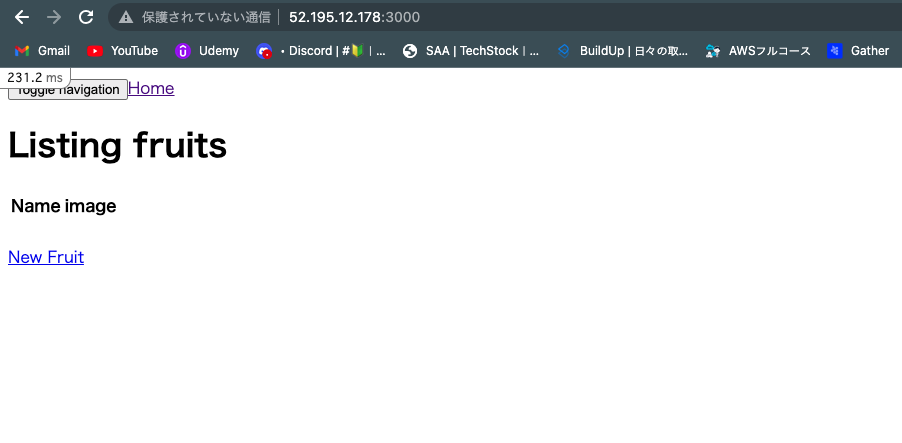 保護されていない通信 52.195.12.178:3000
Gmail YouTube Udemy • Discord | #🔰 | ... SAA | TechStock | ... BuildUp | 日々の取... AWSフルコース Gather
231.2 ms
Toggle navigation Home
Listing fruits
Name image
New Fruit